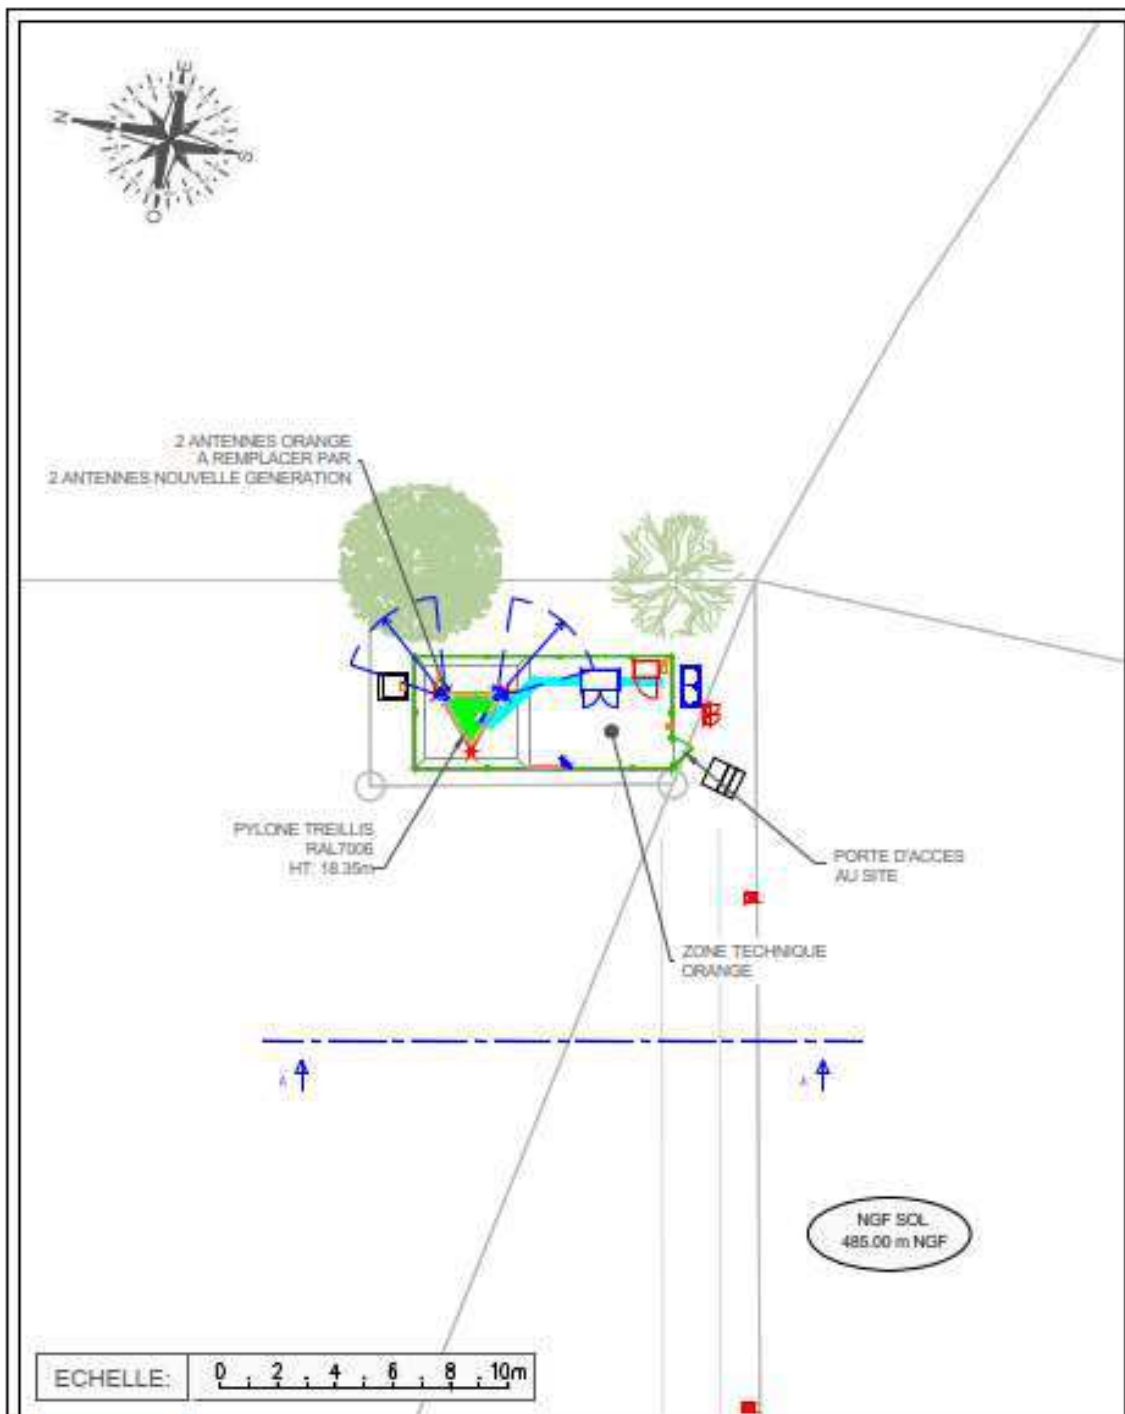 E
N
S
O
2 ANTENNES ORANGE
A REMPLACER PAR
2 ANTENNES NOUVELLE GENERATION
PYLONE TREILLIS
RAL7006
HT: 18.35m
PORTE D'ACCES
AU SITE
ZONE TECHNIQUE
ORANGE
A
A'
NGF SOL
485.00 m NGF
ECHELLE: 0 2 4 6 8 10m